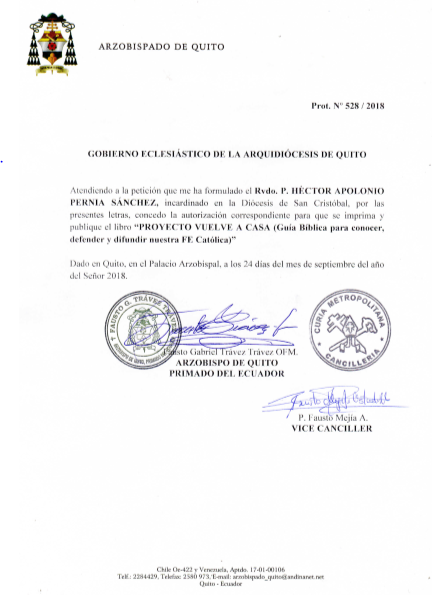 ARZOBISPADO DE QUITO
Prot. N° 528 / 2018
GOBIERNO ECLESIÁSTICO DE LA ARQUIDIÓCESIS DE QUITO
Atendiendo a la petición que me ha formulado el Rvdo. P. HÉCTOR APOLONIO
PERNIA SÁNCHEZ, incardinado en la Diócesis de San Cristóbal, por las
presentes letras, concedo la autorización correspondiente para que se imprima y
publique el libro “PROYECTO VUELVE A CASA (Guía Bíblica para conocer,
defender y difundir nuestra FE Católica)”
Dado en Quito, en el Palacio Arzobispal, a los 24 días del mes de septiembre del año
del Señor 2018.
FAUSTO G. TRÁVEZ TRÁVEZ
CURIA METROPOLITANA
CANCILLERIA
Fausto Gabriel Trávez Trávez OFM.
ARZOBISPO DE QUITO
PRIMADO DEL ECUADOR
P. Fausto Mejía A.
VICE CANCILLER
Chile Oe-422 y Venezuela, Aptdo. 17-01-00106
Telf.: 2284429, Telefax: 2580 973, E-mail: arzobispado_quito@andinanet.net
Quito - Ecuador